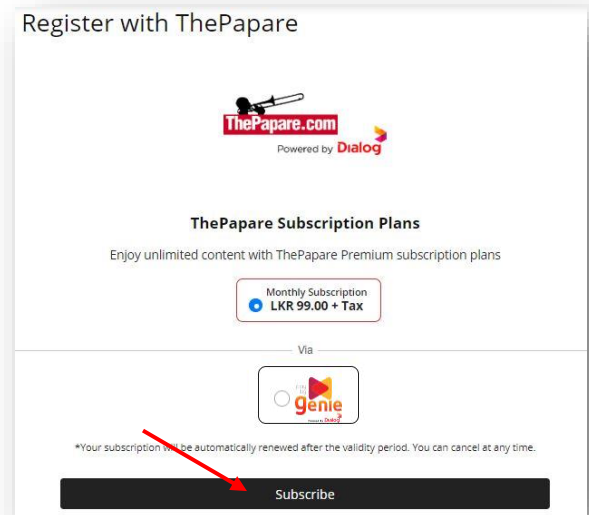 Register with ThePapare
ThePapare.com
Powered by Dialog
ThePapare Subscription Plans
Enjoy unlimited content with ThePapare Premium subscription plans
Monthly Subscription
LKR 99.00 + Tax
Via
genie
*Your subscription will be automatically renewed after the validity period. You can cancel at any time.
Subscribe